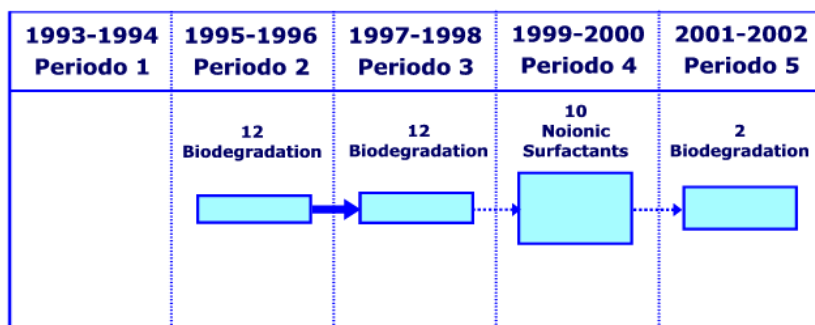 1993-1994 1995-1996 1997-1998 1999-2000 2001-2002
Periodo 1 Periodo 2 Periodo 3 Periodo 4 Periodo 5
12
Biodegradation
12
Biodegradation
10
Noionic
Surfactants
2
Biodegradation